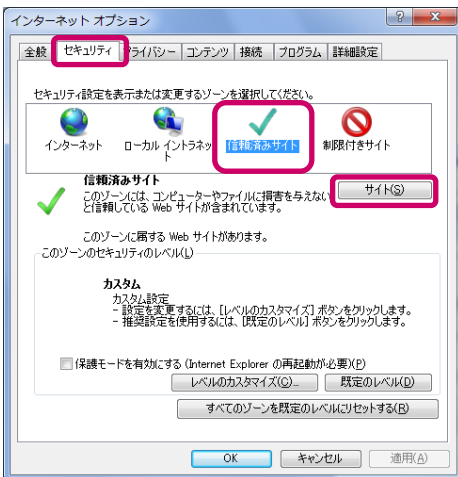 インターネット オプション
全般 セキュリティ プライバシー コンテンツ 接続 プログラム 詳細設定
セキュリティ設定を表示または変更するゾーンを選択してください。
インターネット ローカル イントラネット 信頼済みサイト 制限付きサイト
信頼済みサイト
サイト(S)
このゾーンには、コンピューターやファイルに損害を与えない
と信頼している Web サイトが含まれています。
このゾーンに属する Web サイトがあります。
このゾーンのセキュリティのレベル(L)
カスタム
カスタム設定
- 設定を変更するには、[レベルのカスタマイズ] ボタンをクリックします。
- 推奨設定を使用するには、[既定のレベル] ボタンをクリックします。
保護モードを有効にする (Internet Explorer の再起動が必要)(P)
レベルのカスタマイズ(C)... 既定のレベル(D)
すべてのゾーンを既定のレベルにリセットする(R)
OK キャンセル 適用(A)